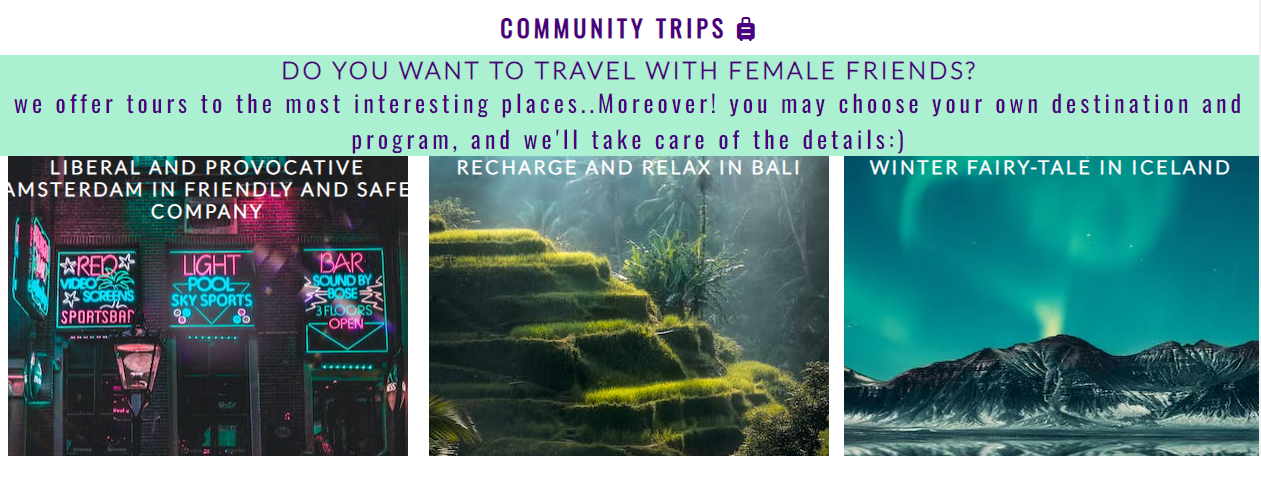 COMMUNITY TRIPS
DO YOU WANT TO TRAVEL WITH FEMALE FRIENDS?
we offer tours to the most interesting places..Moreover! you may choose your own destination and
program, and we'll take care of the details:)
LIBERAL AND PROVOCATIVE
AMSTERDAM IN FRIENDLY AND SAFE
COMPANY
RECHARGE AND RELAX IN BALI
WINTER FAIRY-TALE IN ICELAND
RED
VIDEO
SCREENS
SPORTSBAR
LIGHT
POOL
SKY SPORTS
BAR
SOUND BY
BOSE
3 FLOORS
OPEN